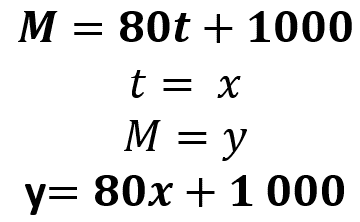 M = 80t + 1000
t = x
M = y
y= 80x + 1 000